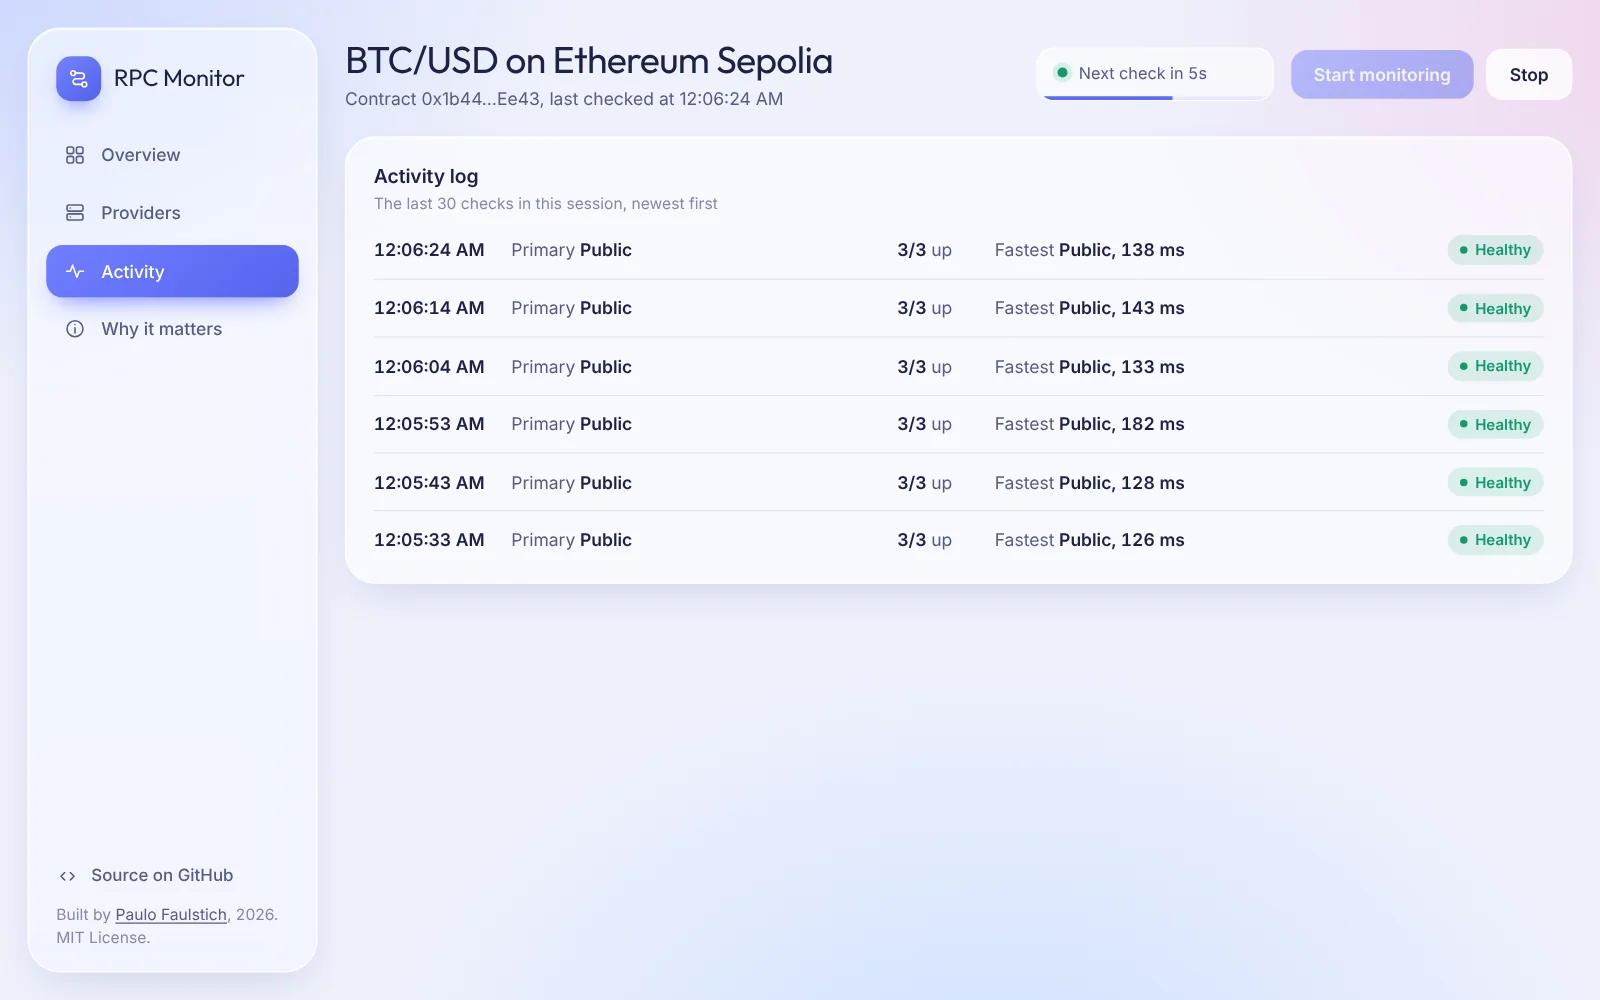 RPC Monitor
Overview
Providers
Activity
Why it matters
Source on GitHub
Built by Paulo Faulstich, 2026.
MIT License.
BTC/USD on Ethereum Sepolia
Contract 0x1b44...Ee43, last checked at 12:06:24 AM
Next check in 5s
Start monitoring
Stop
Activity log
The last 30 checks in this session, newest first
12:06:24 AM Primary Public 3/3 up Fastest Public, 138 ms Healthy
12:06:14 AM Primary Public 3/3 up Fastest Public, 143 ms Healthy
12:06:04 AM Primary Public 3/3 up Fastest Public, 133 ms Healthy
12:05:53 AM Primary Public 3/3 up Fastest Public, 182 ms Healthy
12:05:43 AM Primary Public 3/3 up Fastest Public, 128 ms Healthy
12:05:33 AM Primary Public 3/3 up Fastest Public, 126 ms Healthy